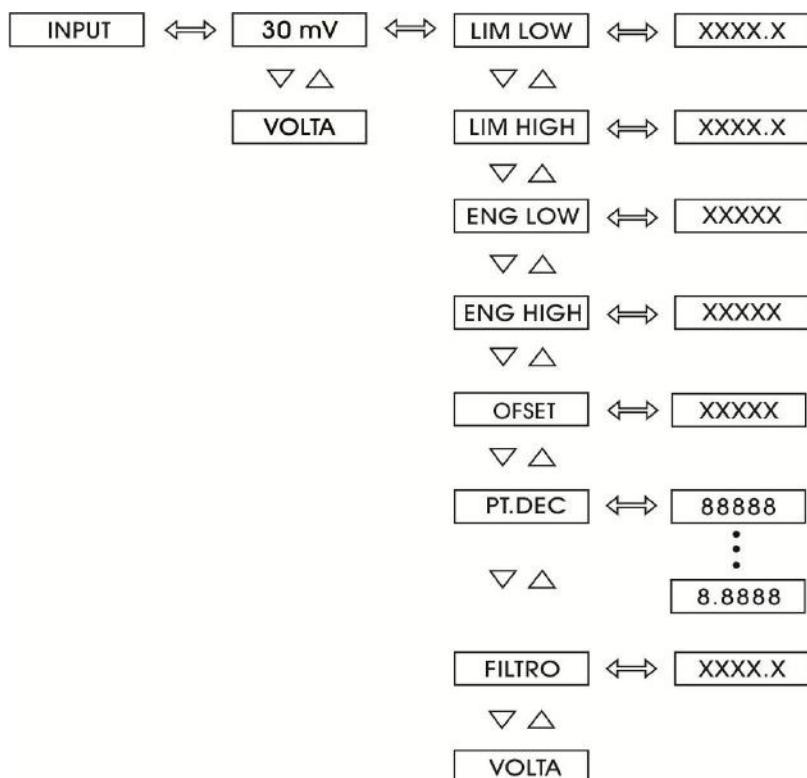 INPUT 30 mV LIM LOW XXXX.X
VOLTA LIM HIGH XXXX.X
ENG LOW XXXXX
ENG HIGH XXXXX
OFSET XXXXX
PT.DEC 88888
8.8888
FILTRO XXXX.X
VOLTA